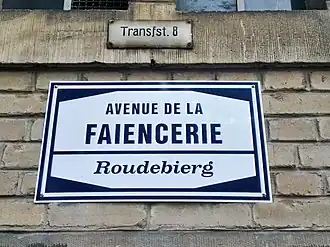 Transfst. 8
AVENUE DE LA
FAIENCERIE
Roudebierg